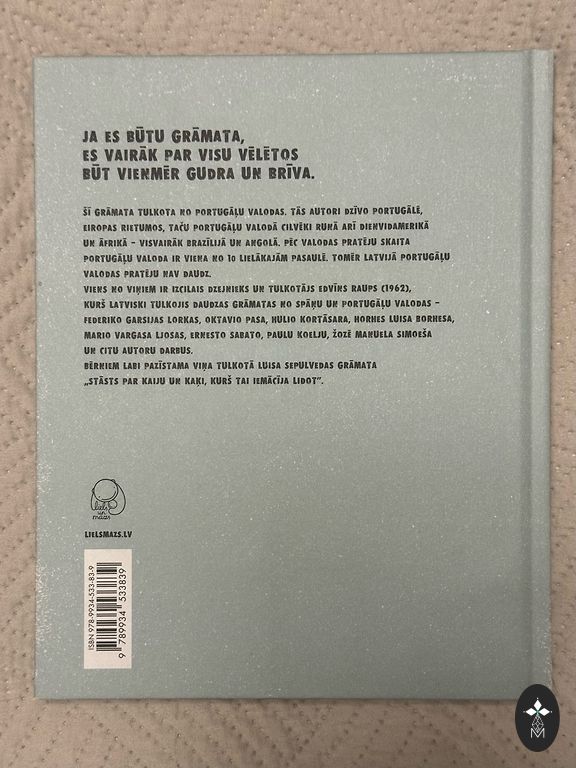 JA ES BŪTU GRĀMATA,
ES VAIRĀK PAR VISU VĒLĒTOS
BŪT VIENMĒR GUDRA UN BRĪVA.
ŠĪ GRĀMATA TULKOTA NO PORTUGĀĻU VALODAS. TĀS AUTORI DZĪVO PORTUGĀLĒ,
EIROPAS RIETUMOS, TAČU PORTUGĀĻU VALODĀ CILVĒKI RUNĀ ARĪ DIENVIDAMERIKĀ
UN ĀFRIKĀ – VISVAIRĀK BRAZĪLIJĀ UN ANGOLĀ. PĒC VALODAS PRATĒJU SKAITA
PORTUGĀĻU VALODA IR VIENA NO 10 LIELĀKAJĀM PASAULĒ. TOMĒR LATVIJĀ PORTUGĀĻU
VALODAS PRATĒJU NAV DAUDZ.
VIENS NO VIŅIEM IR IZCILAIS DZEJNIEKS UN TULKOTĀJS EDVĪNS RAUPS (1962),
KURŠ LATVISKI TULKOJIS DAUDZAS GRĀMATAS NO SPĀŅU UN PORTUGĀĻU VALODAS –
FEDERIKO GARSIJAS LORKAS, OKTAVIO PASA, HULIO KORTĀSARA, HORHES LUISA BORHESA,
MARIO VARGASA LJOSAS, ERNESTO SABATO, PAULU KOELJU, ŽOZĒ MANUELA SIMOEŠA
UN CITU AUTORU DARBUS.
BĒRNIEM LABI PAZĪSTAMA VIŅA TULKOTĀ LUISA SEPULVEDAS GRĀMATA
„STĀSTS PAR KAIJU UN KAĶI, KURŠ TAI IEMĀCĪJA LIDOT”.
liels
un
mazs
LIELSMAZS.LV
ISBN 978-9934-533-83-9
9 789934 533839
M